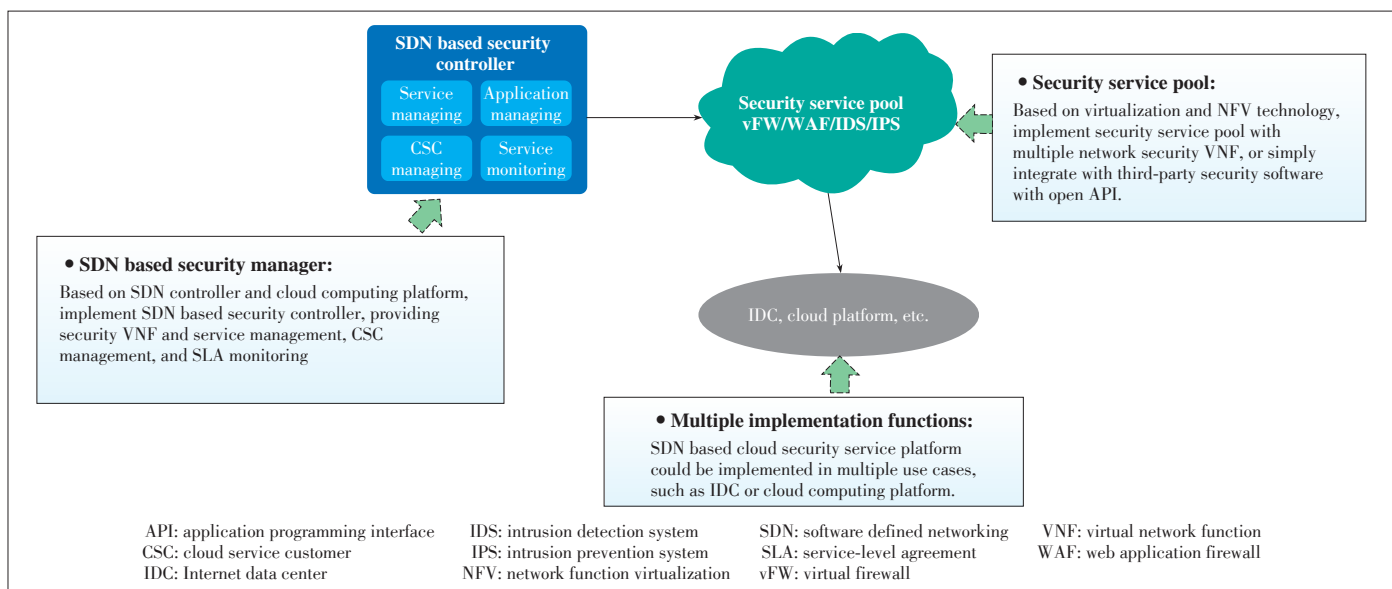 SDN based security
controller
Service
managing
Application
managing
CSC
managing
Service
monitoring
Security service pool
vFW/WAF/IDS/IPS
• Security service pool:
Based on virtualization and NFV technology,
implement security service pool with
multiple network security VNF, or simply
integrate with third-party security software
with open API.
• SDN based security manager:
Based on SDN controller and cloud computing platform,
implement SDN based security controller, providing
security VNF and service management, CSC
management, and SLA monitoring
IDC, cloud platform, etc.
• Multiple implementation functions:
SDN based cloud security service platform
could be implemented in multiple use cases,
such as IDC or cloud computing platform.
API: application programming interface
CSC: cloud service customer
IDC: Internet data center
IDS: intrusion detection system
IPS: intrusion prevention system
NFV: network function virtualization
SDN: software defined networking
SLA: service-level agreement
vFW: virtual firewall
VNF: virtual network function
WAF: web application firewall